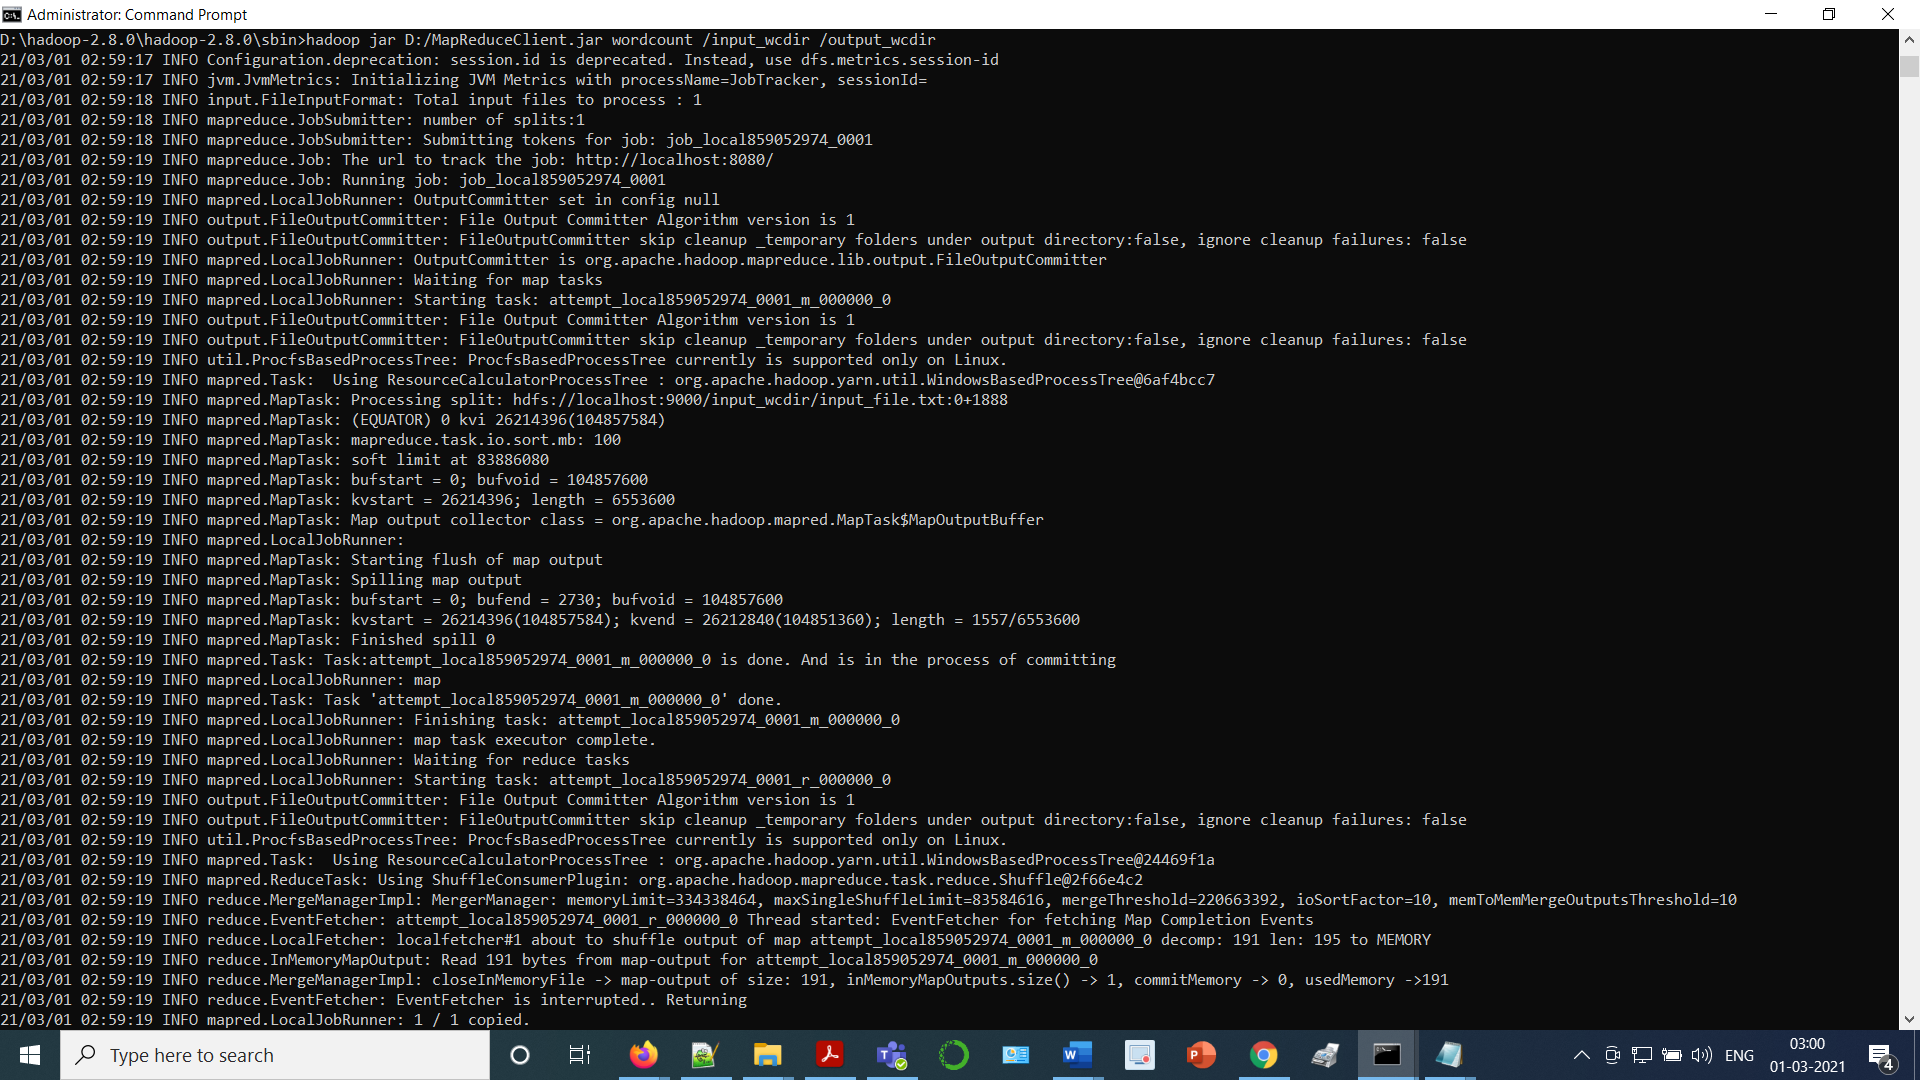 Administrator: Command Prompt
D:\hadoop-2.8.0\hadoop-2.8.0\sbin>hadoop jar D:/MapReduceClient.jar wordcount /input_wcdir /output_wcdir
21/03/01 02:59:17 INFO Configuration.deprecation: session.id is deprecated. Instead, use dfs.metrics.session-id
21/03/01 02:59:17 INFO jvm.JvmMetrics: Initializing JVM Metrics with processName=JobTracker, sessionId=
21/03/01 02:59:18 INFO input.FileInputFormat: Total input files to process : 1
21/03/01 02:59:18 INFO mapreduce.JobSubmitter: number of splits:1
21/03/01 02:59:18 INFO mapreduce.JobSubmitter: Submitting tokens for job: job_local859052974_0001
21/03/01 02:59:19 INFO mapreduce.Job: The url to track the job: http://localhost:8080/
21/03/01 02:59:19 INFO mapreduce.Job: Running job: job_local859052974_0001
21/03/01 02:59:19 INFO mapred.LocalJobRunner: OutputCommitter set in config null
21/03/01 02:59:19 INFO output.FileOutputCommitter: File Output Committer Algorithm version is 1
21/03/01 02:59:19 INFO output.FileOutputCommitter: FileOutputCommitter skip cleanup _temporary folders under output directory:false, ignore cleanup failures: false
21/03/01 02:59:19 INFO mapred.LocalJobRunner: OutputCommitter is org.apache.hadoop.mapreduce.lib.output.FileOutputCommitter
21/03/01 02:59:19 INFO mapred.LocalJobRunner: Waiting for map tasks
21/03/01 02:59:19 INFO mapred.LocalJobRunner: Starting task: attempt_local859052974_0001_m_000000_0
21/03/01 02:59:19 INFO output.FileOutputCommitter: File Output Committer Algorithm version is 1
21/03/01 02:59:19 INFO output.FileOutputCommitter: FileOutputCommitter skip cleanup _temporary folders under output directory:false, ignore cleanup failures: false
21/03/01 02:59:19 INFO util.ProcfsBasedProcessTree: ProcfsBasedProcessTree currently is supported only on Linux.
21/03/01 02:59:19 INFO mapred.Task:  Using ResourceCalculatorProcessTree : org.apache.hadoop.yarn.util.WindowsBasedProcessTree@6af4bcc7
21/03/01 02:59:19 INFO mapred.MapTask: Processing split: hdfs://localhost:9000/input_wcdir/input_file.txt:0+1888
21/03/01 02:59:19 INFO mapred.MapTask: (EQUATOR) 0 kvi 26214396(104857584)
21/03/01 02:59:19 INFO mapred.MapTask: mapreduce.task.io.sort.mb: 100
21/03/01 02:59:19 INFO mapred.MapTask: soft limit at 83886080
21/03/01 02:59:19 INFO mapred.MapTask: bufstart = 0; bufvoid = 104857600
21/03/01 02:59:19 INFO mapred.MapTask: kvstart = 26214396; length = 6553600
21/03/01 02:59:19 INFO mapred.MapTask: Map output collector class = org.apache.hadoop.mapred.MapTask$MapOutputBuffer
21/03/01 02:59:19 INFO mapred.LocalJobRunner:
21/03/01 02:59:19 INFO mapred.MapTask: Starting flush of map output
21/03/01 02:59:19 INFO mapred.MapTask: Spilling map output
21/03/01 02:59:19 INFO mapred.MapTask: bufstart = 0; bufend = 2730; bufvoid = 104857600
21/03/01 02:59:19 INFO mapred.MapTask: kvstart = 26214396(104857584); kvend = 26212840(104851360); length = 1557/6553600
21/03/01 02:59:19 INFO mapred.MapTask: Finished spill 0
21/03/01 02:59:19 INFO mapred.Task: Task:attempt_local859052974_0001_m_000000_0 is done. And is in the process of committing
21/03/01 02:59:19 INFO mapred.LocalJobRunner: map
21/03/01 02:59:19 INFO mapred.Task: Task 'attempt_local859052974_0001_m_000000_0' done.
21/03/01 02:59:19 INFO mapred.LocalJobRunner: Finishing task: attempt_local859052974_0001_m_000000_0
21/03/01 02:59:19 INFO mapred.LocalJobRunner: map task executor complete.
21/03/01 02:59:19 INFO mapred.LocalJobRunner: Waiting for reduce tasks
21/03/01 02:59:19 INFO mapred.LocalJobRunner: Starting task: attempt_local859052974_0001_r_000000_0
21/03/01 02:59:19 INFO output.FileOutputCommitter: File Output Committer Algorithm version is 1
21/03/01 02:59:19 INFO output.FileOutputCommitter: FileOutputCommitter skip cleanup _temporary folders under output directory:false, ignore cleanup failures: false
21/03/01 02:59:19 INFO util.ProcfsBasedProcessTree: ProcfsBasedProcessTree currently is supported only on Linux.
21/03/01 02:59:19 INFO mapred.Task:  Using ResourceCalculatorProcessTree : org.apache.hadoop.yarn.util.WindowsBasedProcessTree@24469f1a
21/03/01 02:59:19 INFO mapred.ReduceTask: Using ShuffleConsumerPlugin: org.apache.hadoop.mapreduce.task.reduce.Shuffle@2f66e4c2
21/03/01 02:59:19 INFO reduce.MergeManagerImpl: MergerManager: memoryLimit=334338464, maxSingleShuffleLimit=83584616, mergeThreshold=220663392, ioSortFactor=10, memToMemMergeOutputsThreshold=10
21/03/01 02:59:19 INFO reduce.EventFetcher: attempt_local859052974_0001_r_000000_0 Thread started: EventFetcher for fetching Map Completion Events
21/03/01 02:59:19 INFO reduce.LocalFetcher: localfetcher#1 about to shuffle output of map attempt_local859052974_0001_m_000000_0 decomp: 191 len: 195 to MEMORY
21/03/01 02:59:19 INFO reduce.InMemoryMapOutput: Read 191 bytes from map-output for attempt_local859052974_0001_m_000000_0
21/03/01 02:59:19 INFO reduce.MergeManagerImpl: closeInMemoryFile -> map-output of size: 191, inMemoryMapOutputs.size() -> 1, commitMemory -> 0, usedMemory ->191
21/03/01 02:59:19 INFO reduce.EventFetcher: EventFetcher is interrupted.. Returning
21/03/01 02:59:19 INFO mapred.LocalJobRunner: 1 / 1 copied.
Type here to search
ENG
03:00
01-03-2021
4